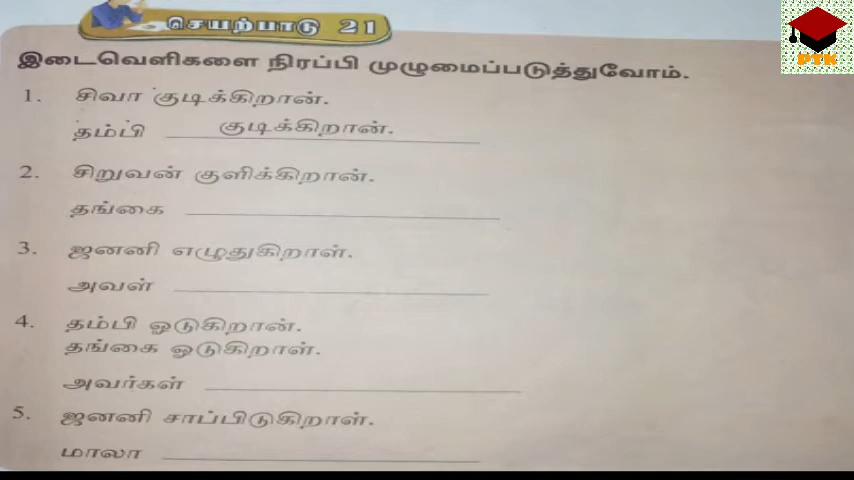 செயற்பாடு 21
PTK
இடைவெளிகளை நிரப்பி முழுமைப்படுத்துவோம்.
1. சிவா குடிக்கிறான்.
தம்பி குடிக்கிறான்.
2. சிறுவன் குளிக்கிறான்.
தங்கை
3. ஜனனி எழுதுகிறாள்.
அவள்
4. தம்பி ஓடுகிறான்.
தங்கை ஓடுகிறாள்.
அவர்கள்
5. ஜனனி சாப்பிடுகிறாள்.
மாலா